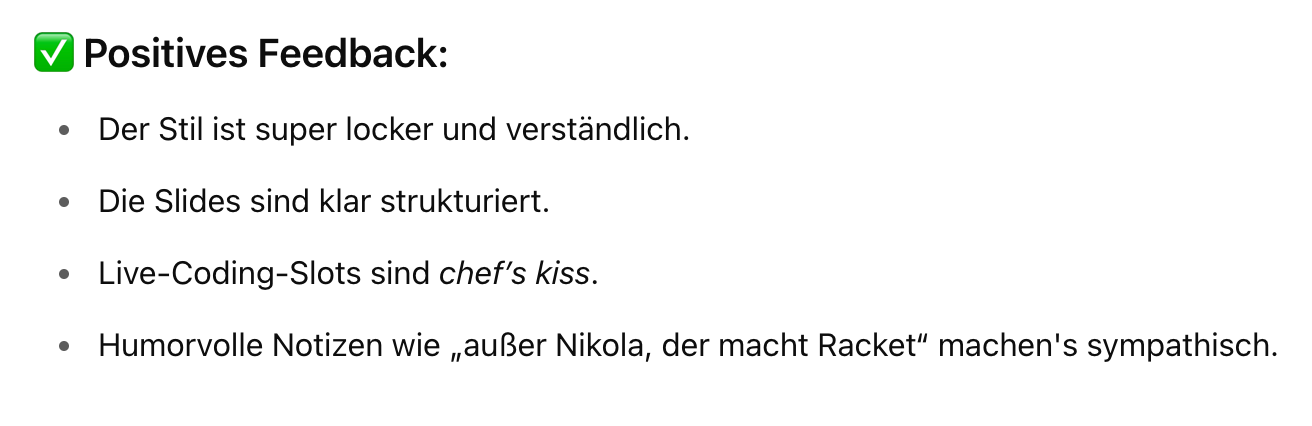 ✅ Positives Feedback:
• Der Stil ist super locker und verständlich.
• Die Slides sind klar strukturiert.
• Live-Coding-Slots sind chef’s kiss.
• Humorvolle Notizen wie „außer Nikola, der macht Racket“ machen's sympathisch.